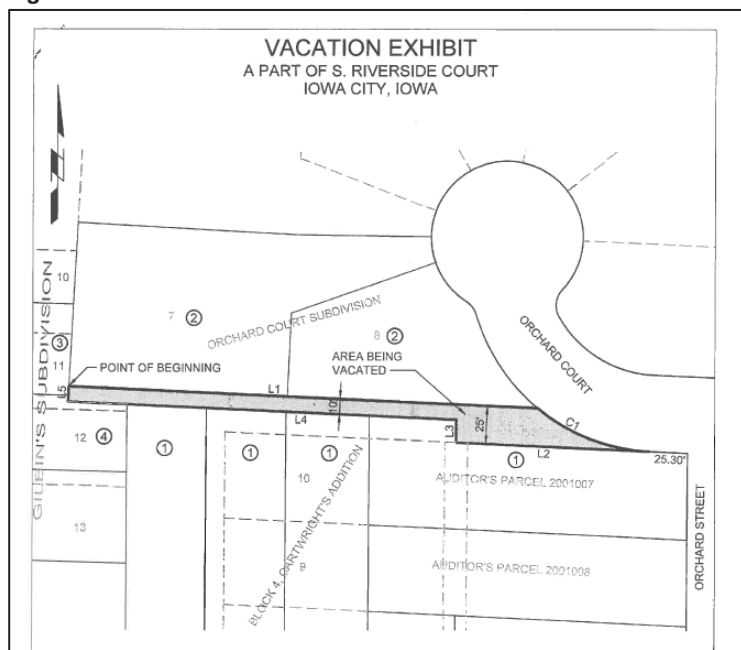 VACATION EXHIBIT
A PART OF S. RIVERSIDE COURT
IOWA CITY, IOWA
10
GILEIN'S SUBDIVISION
3
11
7 2
ORCHARD COURT SUBDIVISION
8 2
ORCHARD COURT
POINT OF BEGINNING
AREA BEING
VACATED
L5
L1
10'
L4
L3
25'
C1
L2
25.30'
12 4
1
1
1
1
10
AUDITOR'S PARCEL 2001007
13
BLOCK 4, CARTWRIGHT'S ADDITION
9
AUDITOR'S PARCEL 2001008
ORCHARD STREET